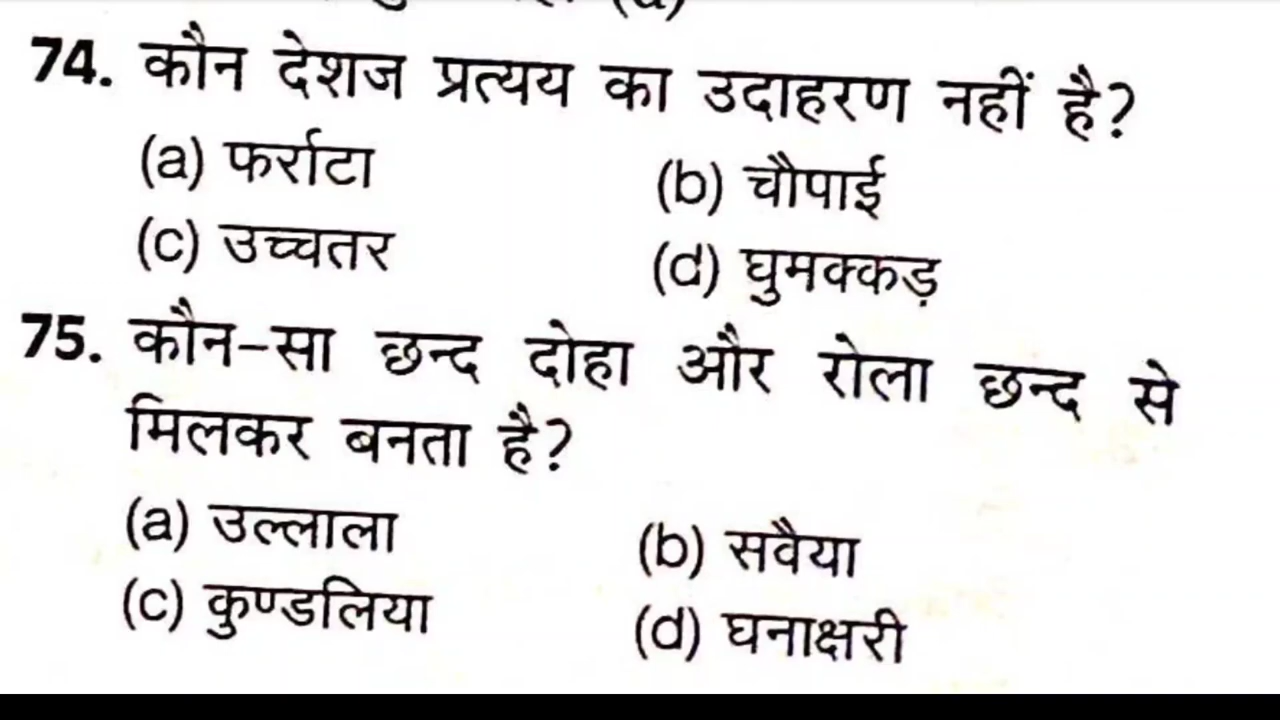 74. कौन देशज प्रत्यय का उदाहरण नहीं है?
(a) फर्राटा (b) चौपाई
(c) उच्चतर (d) घुमक्कड़
75. कौन-सा छन्द दोहा और रोला छन्द से
मिलकर बनता है?
(a) उल्लाला (b) सवैया
(c) कुण्डलिया (d) घनाक्षरी